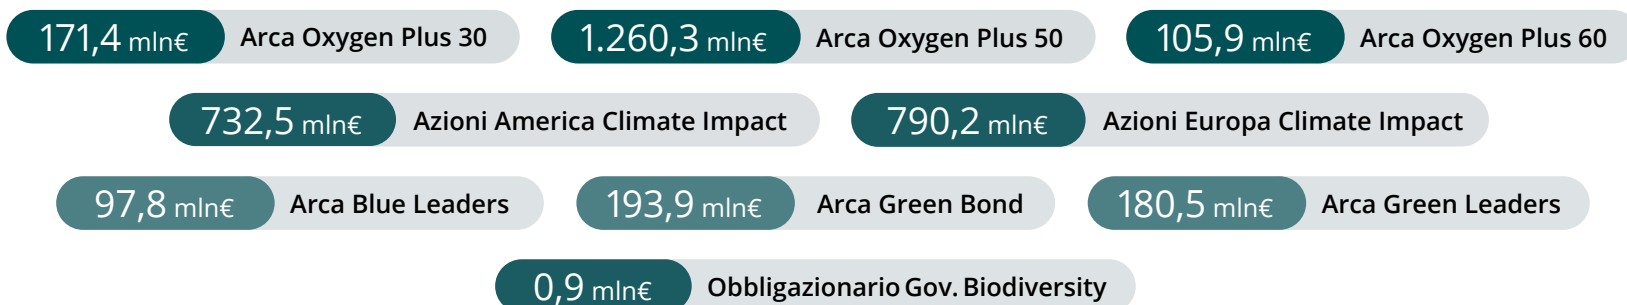 171,4 mln€ Arca Oxygen Plus 30 1.260,3 mln€ Arca Oxygen Plus 50 105,9 mln€ Arca Oxygen Plus 60
732,5 mln€ Azioni America Climate Impact 790,2 mln€ Azioni Europa Climate Impact
97,8 mln€ Arca Blue Leaders 193,9 mln€ Arca Green Bond 180,5 mln€ Arca Green Leaders
0,9 mln€ Obbligazionario Gov. Biodiversity